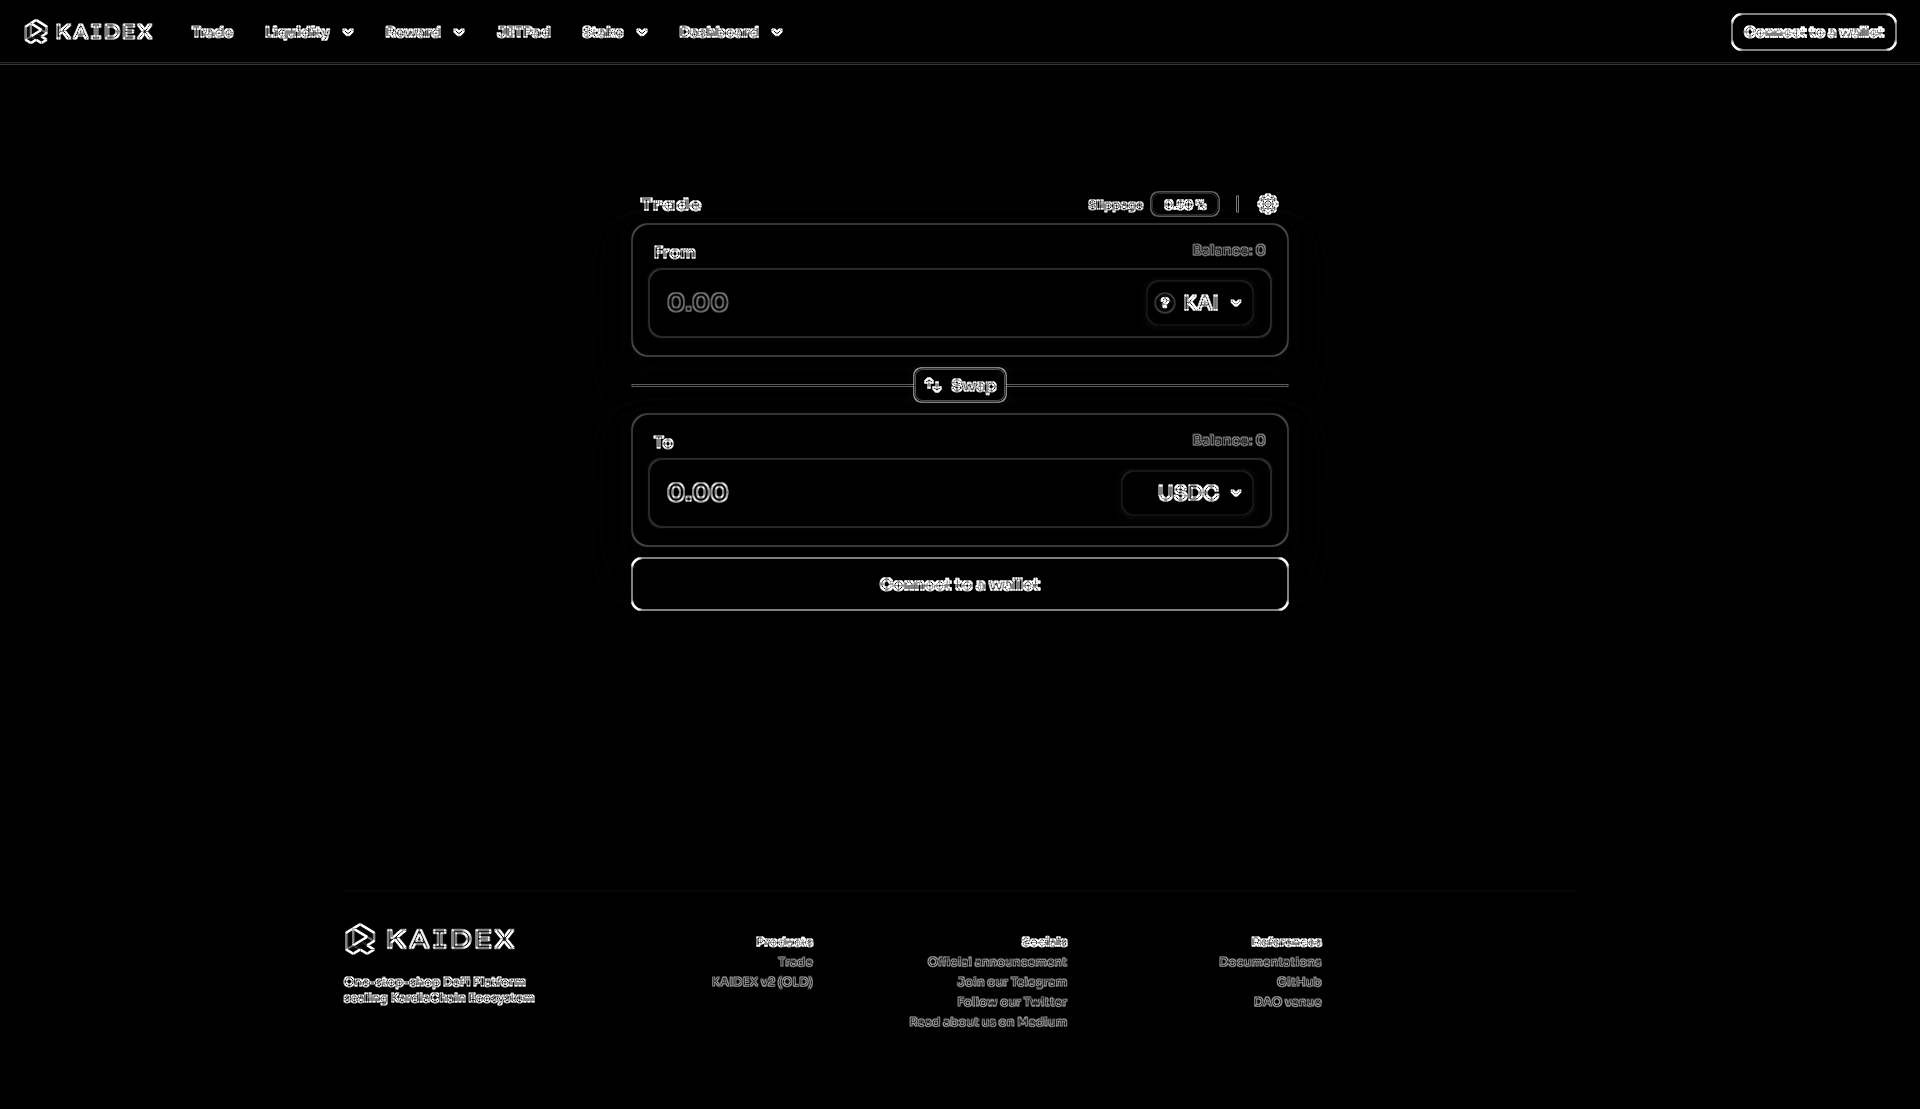 KAIDEX Trade Liquidity Reward JETPad Stake Dashboard Connect to a wallet
Trade Slippage 0.50%
From Balance: 0
0.00 ? KAI
Swap
To Balance: 0
0.00 USDC
Connect to a wallet
KAIDEX
One-stop-shop DeFi Platform
scaling KardiaChain Ecosystem
Products
Trade
KAIDEX v2 (OLD)
Socials
Official announcement
Join our Telegram
Follow our Twitter
Read about us on Medium
References
Documentations
GitHub
DAO venue